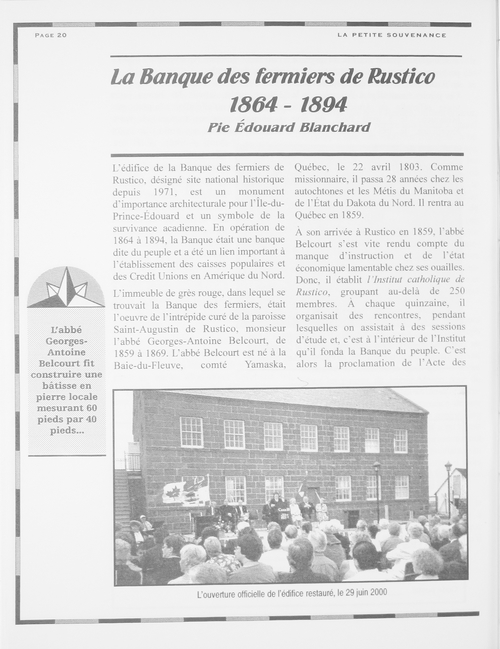 PAGE 20
LA PETITE SOUVENANCE
La Banque des fermiers de Rustico
1864 - 1894
Pie Édouard Blanchard
L'édifice de la Banque des fermiers de
Rustico, désigné site national historique
depuis 1971, est un monument
d'importance architecturale pour l'Île-du-
Prince-Édouard et un symbole de la
survivance acadienne. En opération de
1864 à 1894, la Banque était une banque
dite du peuple et a été un lien important à
l'établissement des caisses populaires et
des Credit Unions en Amérique du Nord.
L'immeuble de grès rouge, dans lequel se
trouvait la Banque des fermiers, était
l'oeuvre de l'intrépide curé de la paroisse
Saint-Augustin de Rustico, monsieur
l'abbé Georges-Antoine Belcourt, de
1859 à 1869. L'abbé Belcourt est né à la
Baie-du-Fleuve, comté Yamaska,
Québec, le 22 avril 1803. Comme
missionnaire, il passa 28 années chez les
autochtones et les Métis du Manitoba et
de l'État du Dakota du Nord. Il rentra au
Québec en 1859.
A son arrivée à Rustico en 1859, l'abbé
Belcourt s'est vite rendu compte du
manque d'instruction et de l'état
économique lamentable chez ses ouailles.
Donc, il établit l'Institut catholique de
Rustico, groupant au-delà de 250
membres. A chaque quinzaine, il
organisait des rencontres, pendant
lesquelles on assistait à des sessions
d'étude et, c'est à l'intérieur de l'Institut
qu'il fonda la Banque du peuple. C'est
alors la proclamation de l'Acte des
L'abbé
Georges-
Antoine
Belcourt fit
construire une
bâtisse en
pierre locale
mesurant 60
pieds par 40
pieds...
L'ouverture officielle de l'édifice restauré, le 29 juin 2000